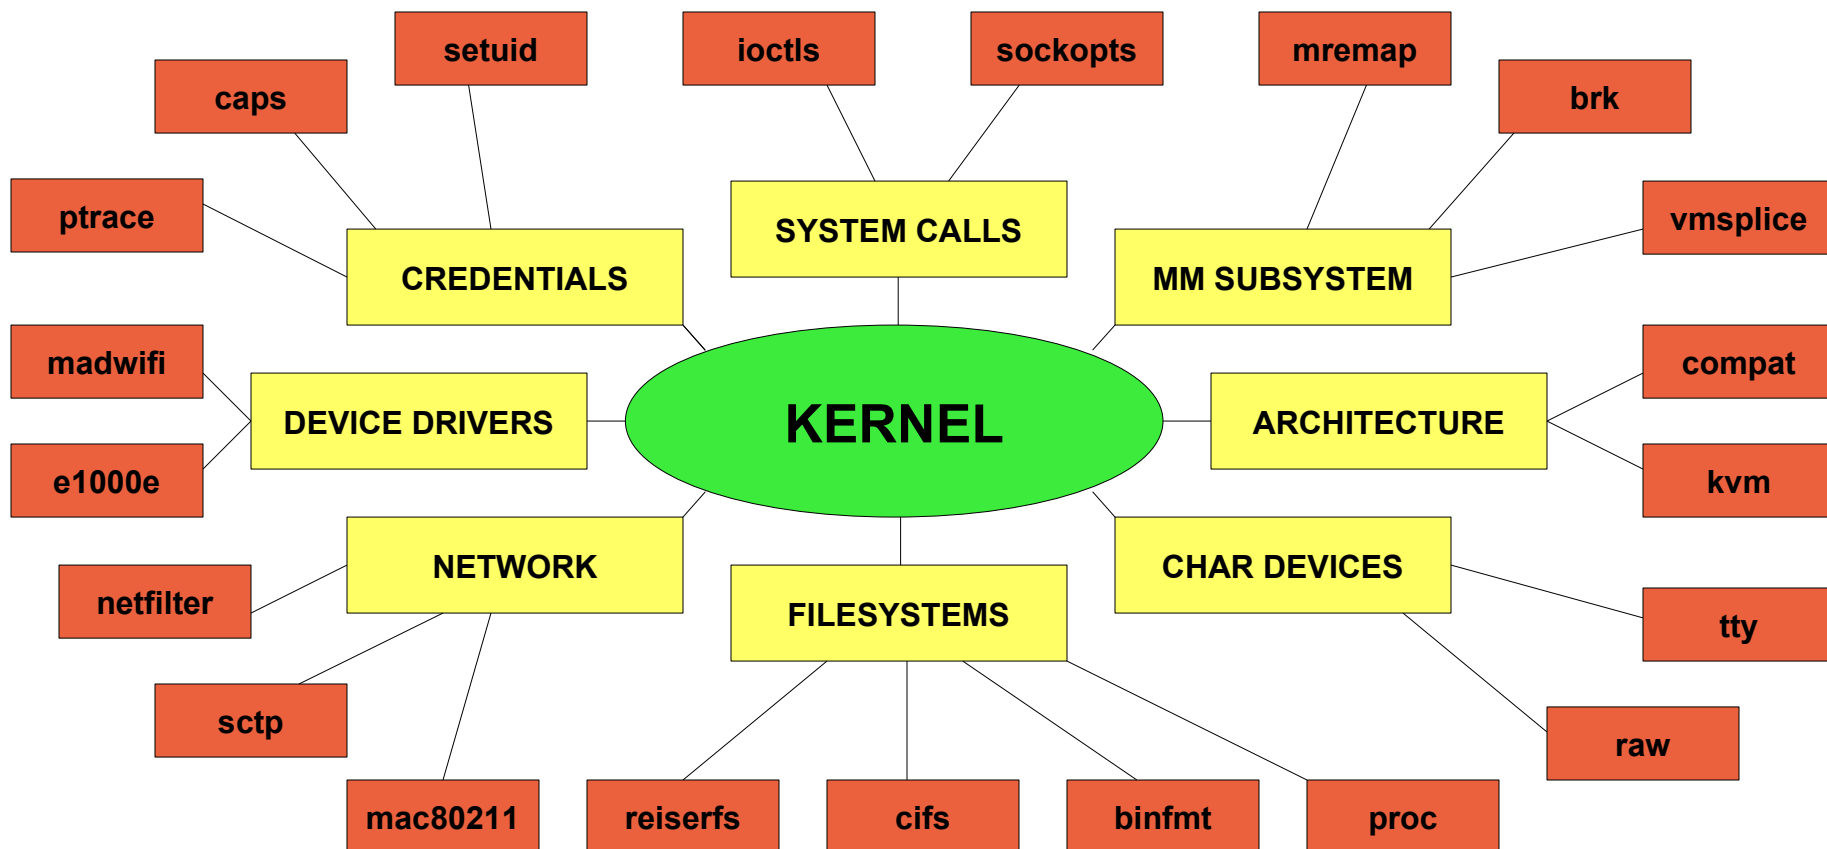 setuid
ioctls
sockopts
mremap
caps
brk
ptrace
vmsplice
SYSTEM CALLS
CREDENTIALS
MM SUBSYSTEM
madwifi
compat
DEVICE DRIVERS
KERNEL
ARCHITECTURE
e1000e
kvm
NETWORK
CHAR DEVICES
netfilter
FILESYSTEMS
tty
sctp
raw
mac80211
reiserfs
cifs
binfmt
proc